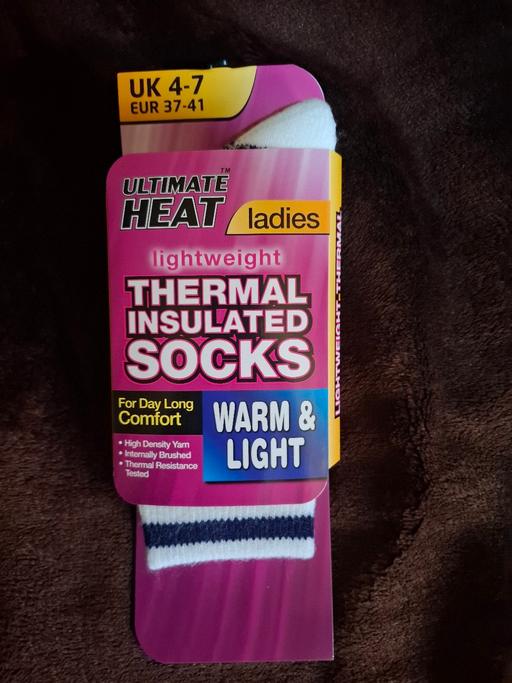 UK 4-7
EUR 37-41
ULTIMATE™
HEAT
ladies
lightweight
THERMAL
INSULATED
SOCKS
For Day Long
Comfort
WARM &
LIGHT
• High Density Yarn
• Internally Brushed
• Thermal Resistance
Tested
LIGHTWEIGHT THERMAL